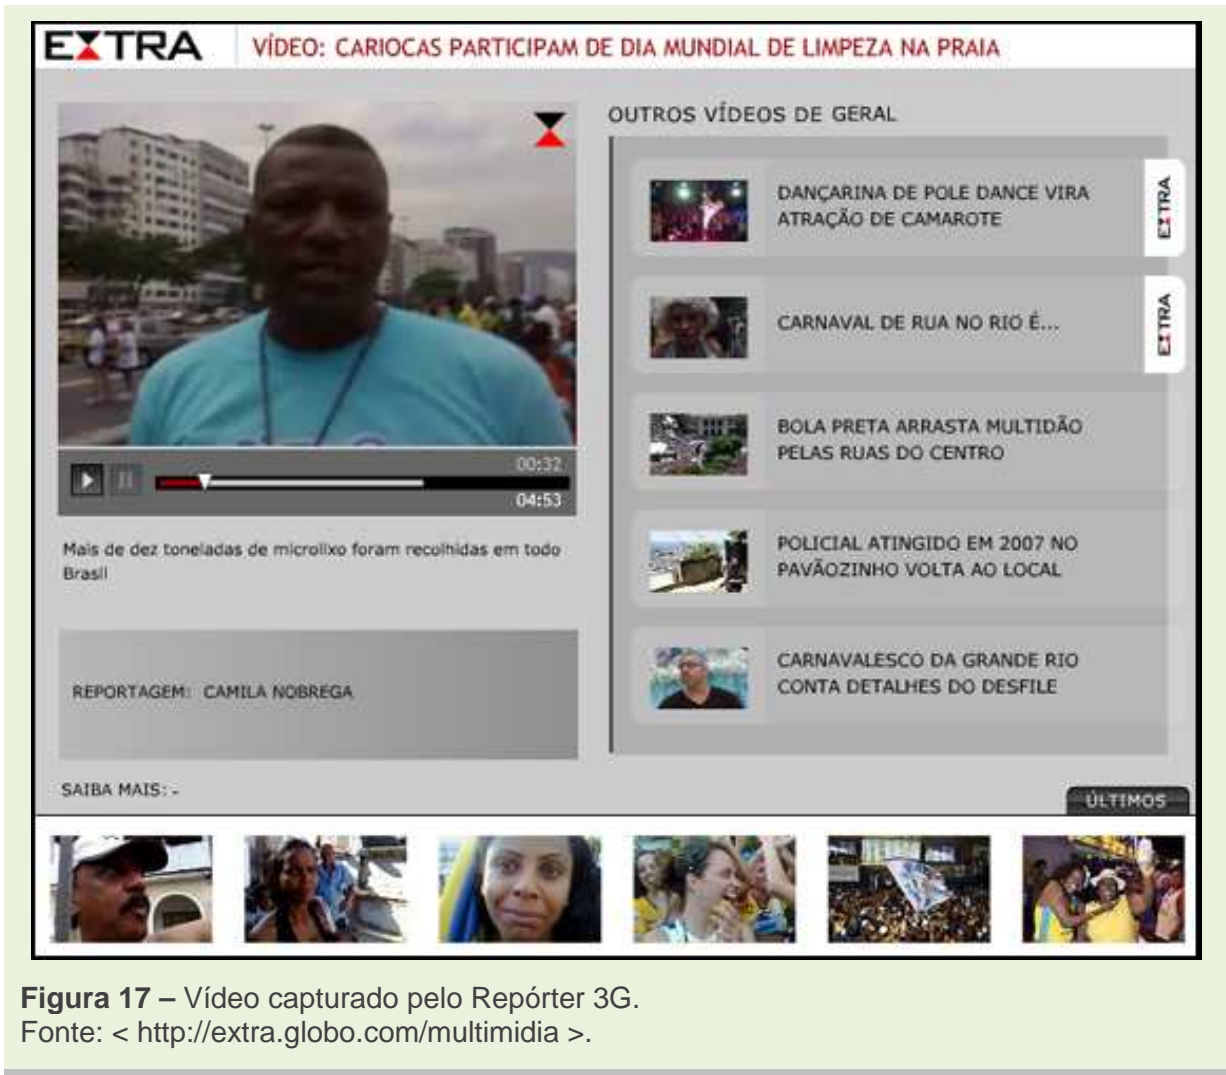 EXTRA
VÍDEO: CARIOCAS PARTICIPAM DE DIA MUNDIAL DE LIMPEZA NA PRAIA
00:32
04:53
Mais de dez toneladas de microlixo foram recolhidas em todo
Brasil
REPORTAGEM: CAMILA NOBREGA
SAIBA MAIS: -
OUTROS VÍDEOS DE GERAL
DANÇARINA DE POLE DANCE VIRA
ATRAÇÃO DE CAMAROTE
EXTRA
CARNAVAL DE RUA NO RIO É...
EXTRA
BOLA PRETA ARRASTA MULTIDÃO
PELAS RUAS DO CENTRO
POLICIAL ATINGIDO EM 2007 NO
PAVÃOZINHO VOLTA AO LOCAL
CARNAVALESCO DA GRANDE RIO
CONTA DETALHES DO DESFILE
ÚLTIMOS
Figura 17 – Vídeo capturado pelo Repórter 3G.
Fonte: < http://extra.globo.com/multimidia >.